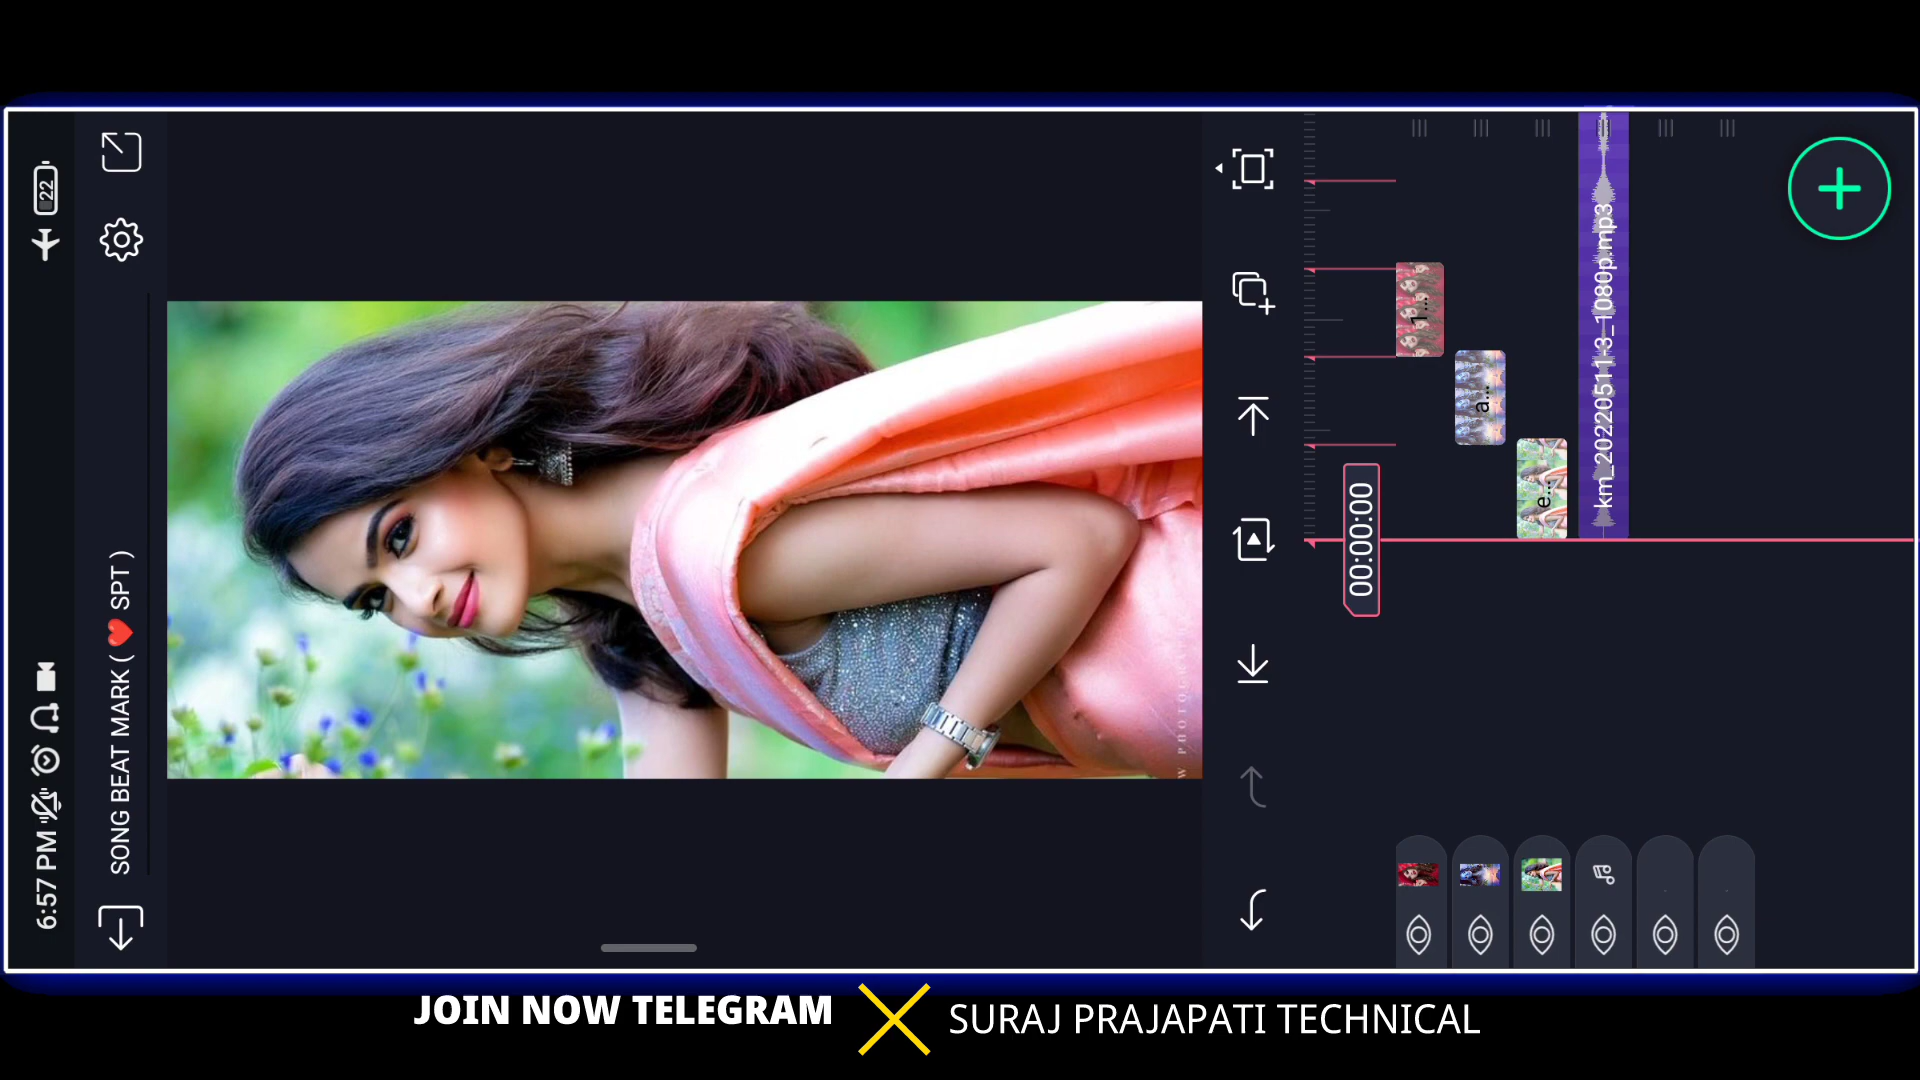 6:57 PM
22
SONG BEAT MARK ( ❤️ SPT )
00:00:00
1...
a...
e...
km_20220511-3_1080p.mp3
JOIN NOW TELEGRAM
SURAJ PRAJAPATI TECHNICAL